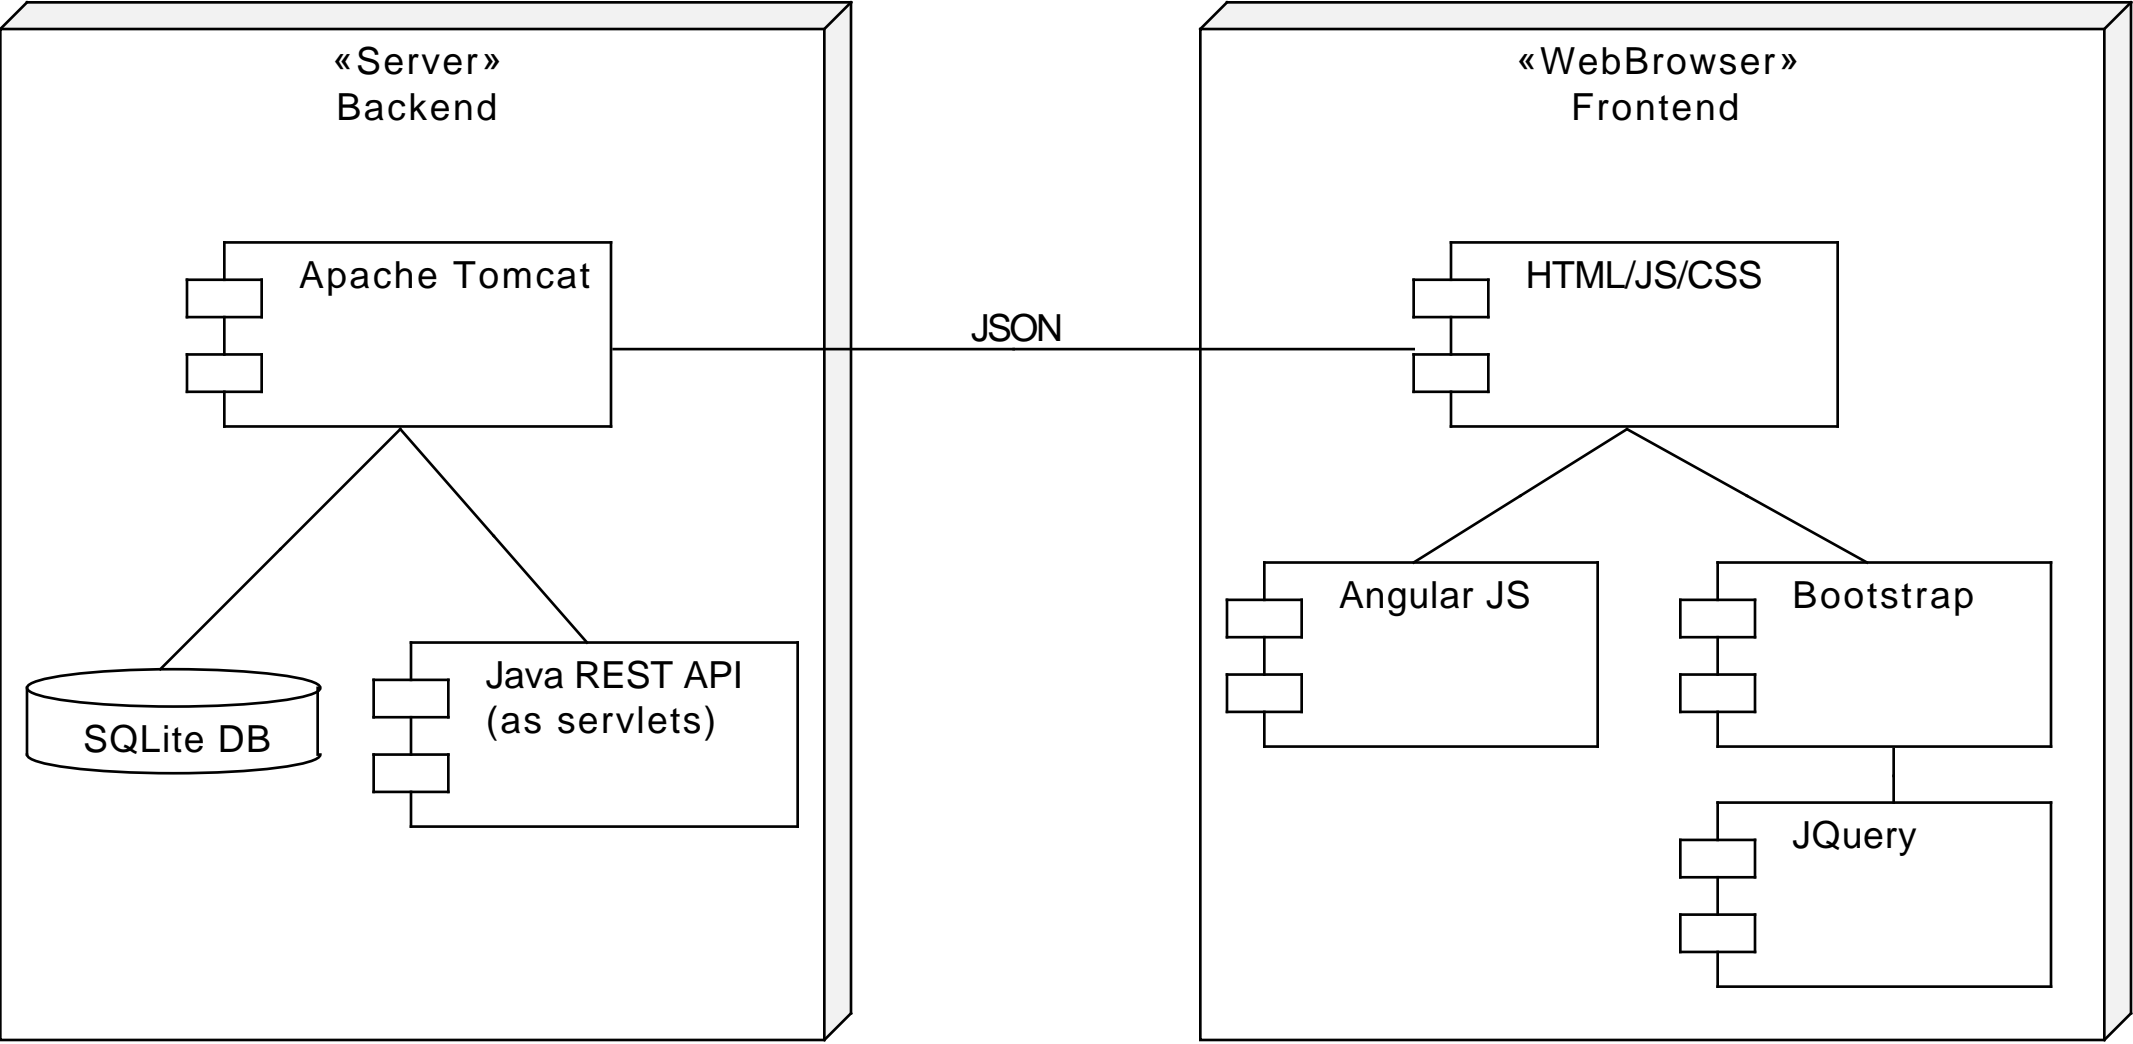 «Server»
Backend
Apache Tomcat
SQLite DB
Java REST API
(as servlets)
JSON
«WebBrowser»
Frontend
HTML/JS/CSS
Angular JS
Bootstrap
JQuery